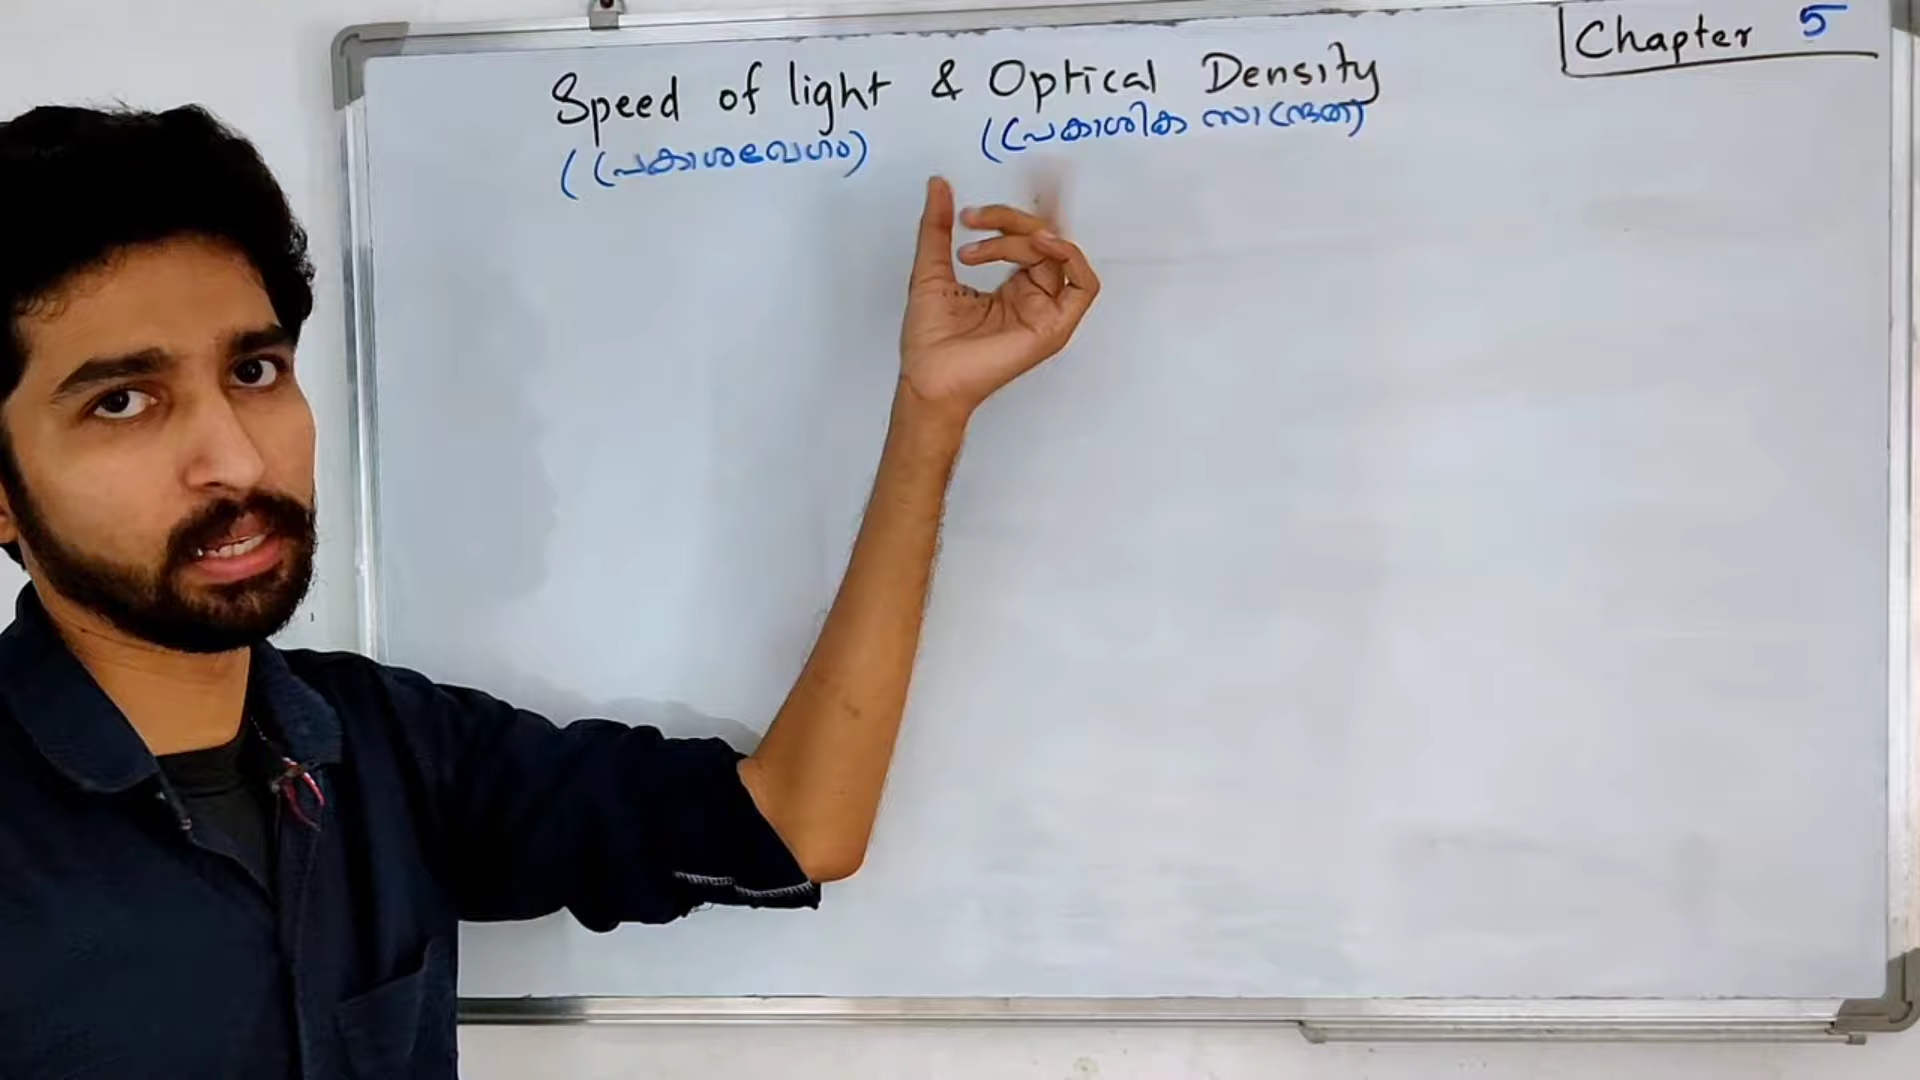 Chapter 5
Speed of light & Optical Density
(പ്രകാശവേഗം) (പ്രകാശിക സാന്ദ്രത)